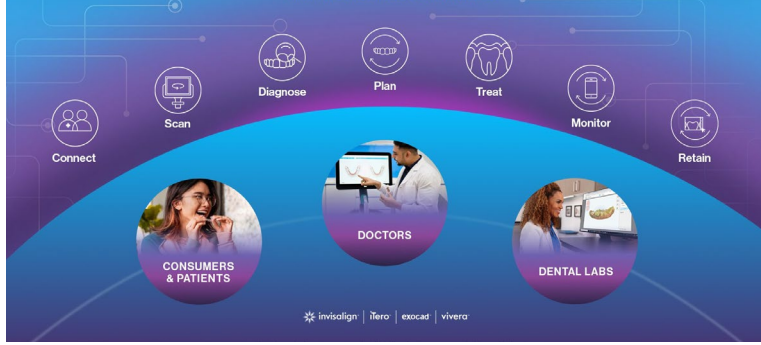 Connect
Scan
Diagnose
Plan
Treat
Monitor
Retain
CONSUMERS
& PATIENTS
DOCTORS
DENTAL LABS
invisalign | iTero | exocad | vivera